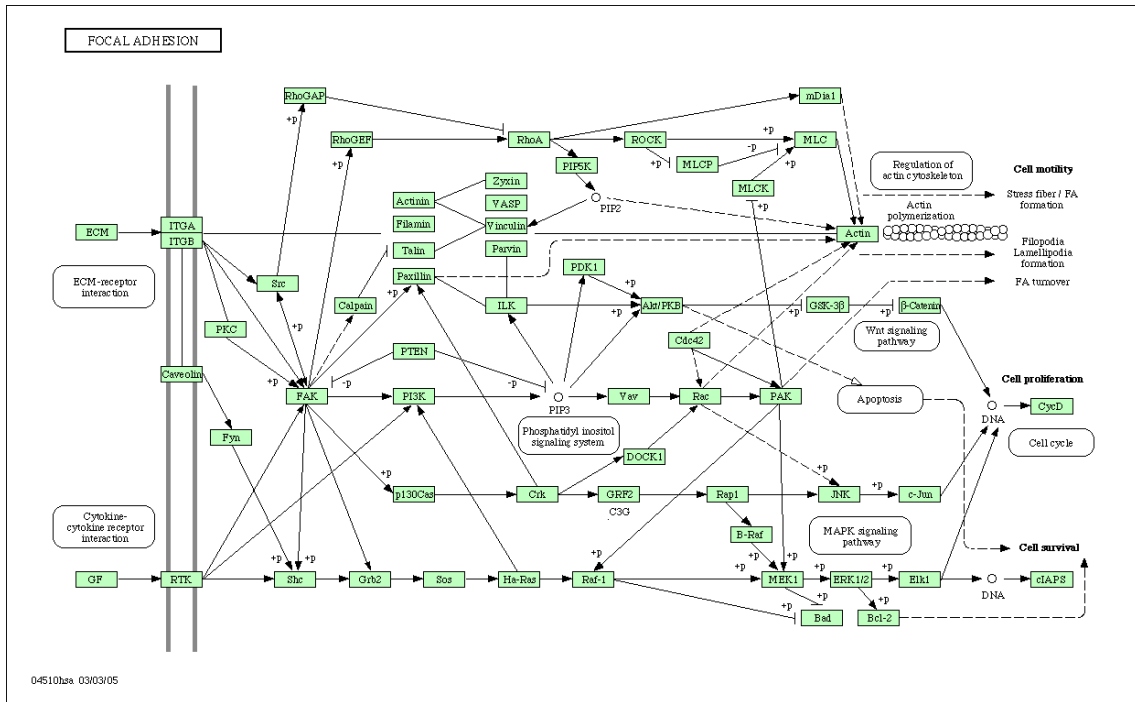 FOCAL ADHESION
RhoGAP
mDia1
+p
RhoGEF
RhoA
ROCK
+p
MLC
+p
-p
+p
MLCP
PIP5K
+p
MLCK
+p
Regulation of
actin cytoskeleton
Cell motility
Zyxin
Actinin
VASP
PIP2
Stress fiber / FA
formation
ITGA
Filamin
Vinculin
Actin
polymerization
ECM
ITGB
Actin
Talin
Parvin
Filopodia
Lamellipodia
formation
ECM-receptor
interaction
Src
Paxillin
PDK1
+p
FA turnover
+p
Calpain
ILK
+p
Akt/PKB
GSK-3β
+p
β-Catenin
PKC
+p
Cdc42
Wnt signaling
pathway
PTEN
Caveolin
+p
-p
-p
Cell proliferation
FAK
PI3K
PIP3
Vav
Rac
PAK
Apoptosis
DNA
CycD
Fyn
Phosphatidyl inositol
signaling system
Cell cycle
DOCK1
+p
+p
p130Cas
Crk
GRF2
C3G
Rap1
JNK
+p
c-Jun
Cytokine-
cytokine receptor
interaction
B-Raf
MAPK signaling
pathway
+p
+p
+p
+p
+p
Cell survival
GF
RTK
Shc
Grb2
Sos
Ha-Ras
Raf-1
+p
MEK1
+p
ERK1/2
+p
Elk1
DNA
cIAPS
+p
+p
+p
Bad
Bcl-2
04510hsa 03/03/05